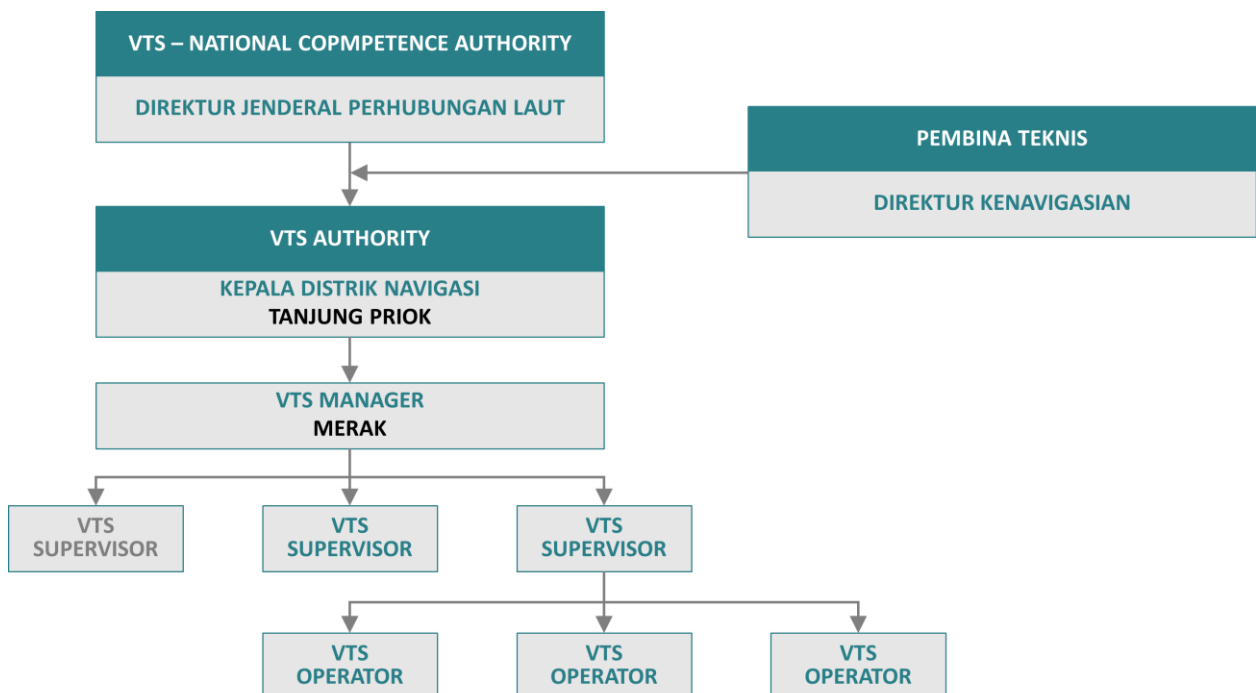 VTS – NATIONAL COPMPETENCE AUTHORITY
DIREKTUR JENDERAL PERHUBUNGAN LAUT
PEMBINA TEKNIS
DIREKTUR KENAVIGASIAN
VTS AUTHORITY
KEPALA DISTRIK NAVIGASI
TANJUNG PRIOK
VTS MANAGER
MERAK
VTS
SUPERVISOR
VTS
SUPERVISOR
VTS
SUPERVISOR
VTS
OPERATOR
VTS
OPERATOR
VTS
OPERATOR